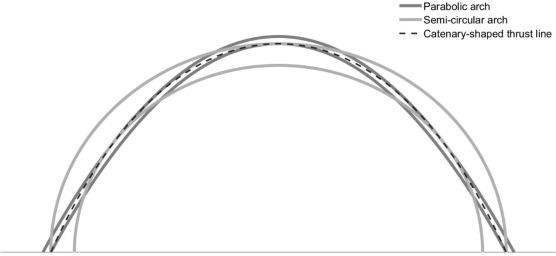 Parabolic arch
Semi-circular arch
Catenary-shaped thrust line